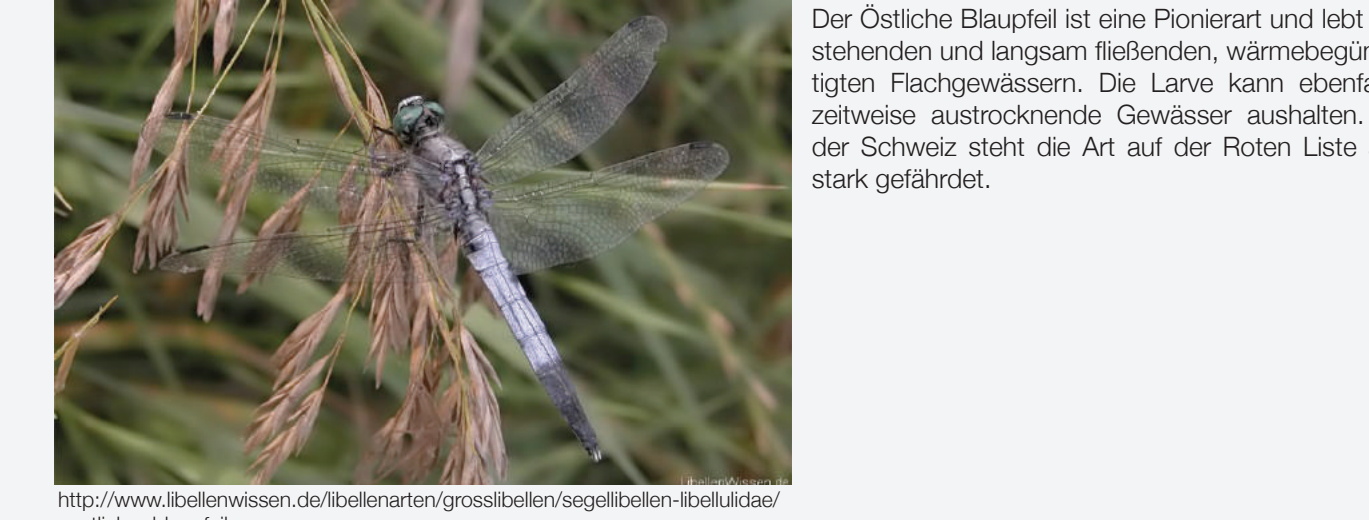 Der Östliche Blaupfeil ist eine Pionierart und lebt
stehenden und langsam fließenden, wärmebegün
tigten Flachgewässern. Die Larve kann ebenfa
zeitweise austrocknende Gewässer aushalten.
der Schweiz steht die Art auf der Roten Liste
stark gefährdet.
LibellenWissen.de
http://www.libellenwissen.de/libellenarten/grosslibellen/segellibellen-libellulidae/